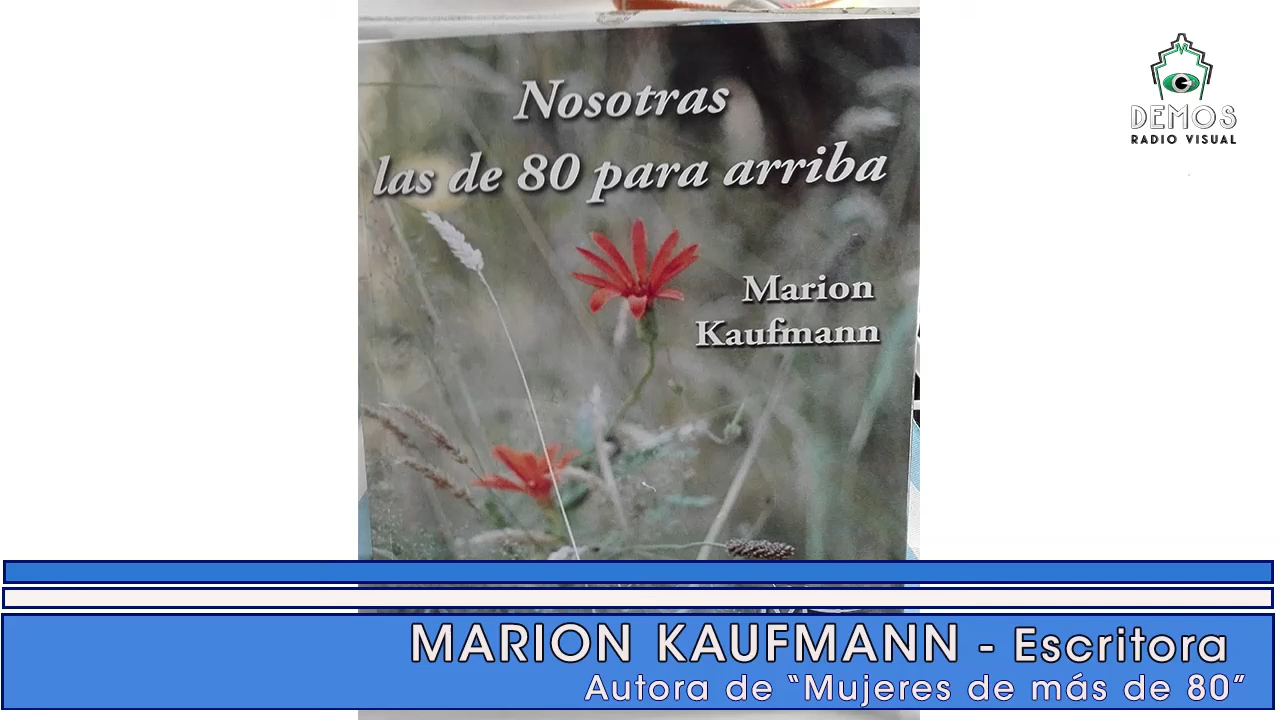 Nosotras
las de 80 para arriba
Marion
Kaufmann
DEMOS
RADIO VISUAL
MARION KAUFMANN - Escritora
Autora de “Mujeres de más de 80”